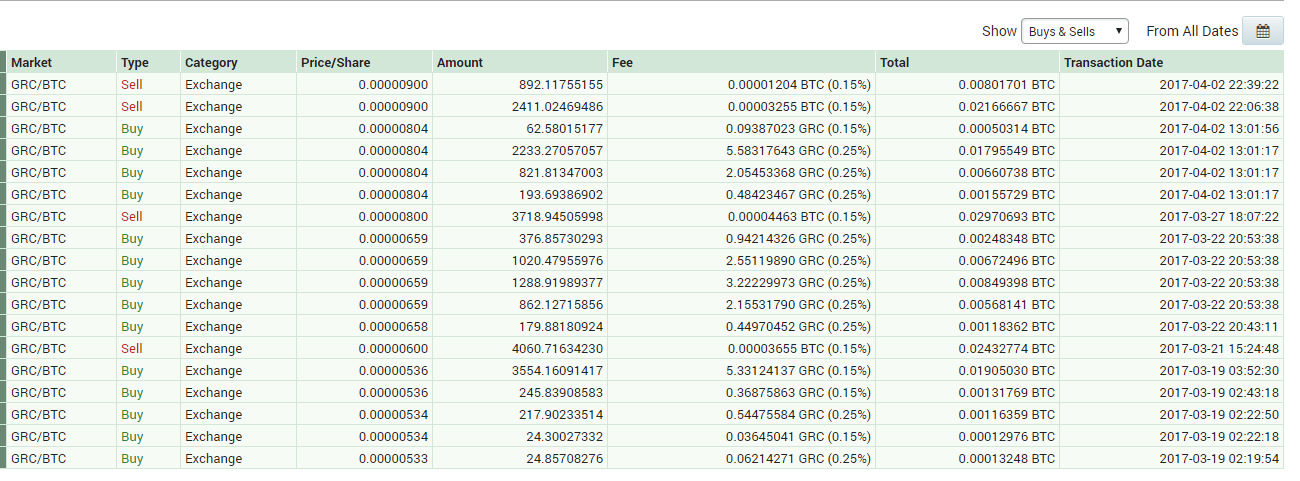 Show Buys & Sells From All Dates
Market Type Category Price/Share Amount Fee Total Transaction Date
GRC/BTC Sell Exchange 0.00000900 892.11755155 0.00001204 BTC (0.15%) 0.00801701 BTC 2017-04-02 22:39:22
GRC/BTC Sell Exchange 0.00000900 2411.02469486 0.00003255 BTC (0.15%) 0.02166667 BTC 2017-04-02 22:06:38
GRC/BTC Buy Exchange 0.00000804 62.58015177 0.09387023 GRC (0.15%) 0.00050314 BTC 2017-04-02 13:01:56
GRC/BTC Buy Exchange 0.00000804 2233.27057057 5.58317643 GRC (0.25%) 0.01795549 BTC 2017-04-02 13:01:17
GRC/BTC Buy Exchange 0.00000804 821.81347003 2.05453368 GRC (0.25%) 0.00660738 BTC 2017-04-02 13:01:17
GRC/BTC Buy Exchange 0.00000804 193.69386902 0.48423467 GRC (0.25%) 0.00155729 BTC 2017-04-02 13:01:17
GRC/BTC Sell Exchange 0.00000800 3718.94505998 0.00004463 BTC (0.15%) 0.02970693 BTC 2017-03-27 18:07:22
GRC/BTC Buy Exchange 0.00000659 376.85730293 0.94214326 GRC (0.25%) 0.00248348 BTC 2017-03-22 20:53:38
GRC/BTC Buy Exchange 0.00000659 1020.47955976 2.55119890 GRC (0.25%) 0.00672496 BTC 2017-03-22 20:53:38
GRC/BTC Buy Exchange 0.00000659 1288.91989377 3.22229973 GRC (0.25%) 0.00849398 BTC 2017-03-22 20:53:38
GRC/BTC Buy Exchange 0.00000659 862.12715856 2.15531790 GRC (0.25%) 0.00568141 BTC 2017-03-22 20:53:38
GRC/BTC Buy Exchange 0.00000658 179.88180924 0.44970452 GRC (0.25%) 0.00118362 BTC 2017-03-22 20:43:11
GRC/BTC Sell Exchange 0.00000600 4060.71634230 0.00003655 BTC (0.15%) 0.02432774 BTC 2017-03-21 15:24:48
GRC/BTC Buy Exchange 0.00000536 3554.16091417 5.33124137 GRC (0.15%) 0.01905030 BTC 2017-03-19 03:52:30
GRC/BTC Buy Exchange 0.00000536 245.83908583 0.36875863 GRC (0.15%) 0.00131769 BTC 2017-03-19 02:43:18
GRC/BTC Buy Exchange 0.00000534 217.90233514 0.54475584 GRC (0.25%) 0.00116359 BTC 2017-03-19 02:22:50
GRC/BTC Buy Exchange 0.00000534 24.30027332 0.03645041 GRC (0.15%) 0.00012976 BTC 2017-03-19 02:22:18
GRC/BTC Buy Exchange 0.00000533 24.85708276 0.06214271 GRC (0.25%) 0.00013248 BTC 2017-03-19 02:19:54